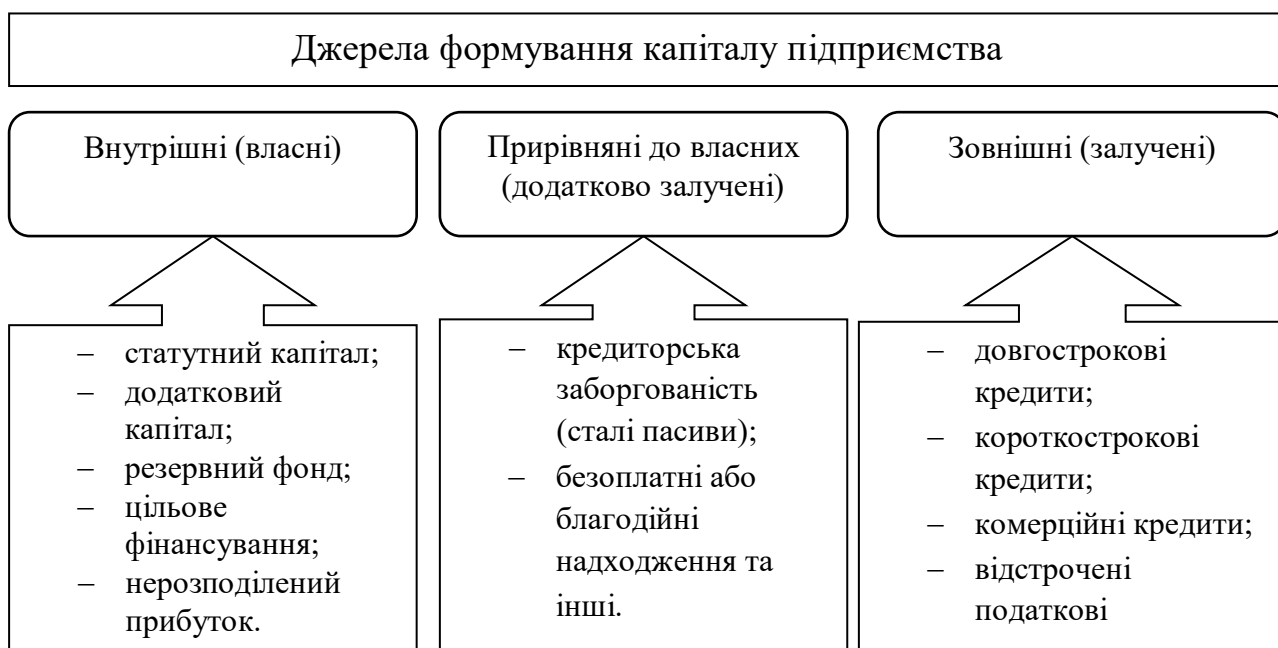 Джерела формування капіталу підприємства
Внутрішні (власні)
Прирівняні до власних
(додатково залучені)
Зовнішні (залучені)
– статутний капітал;
– додатковий
капітал;
– резервний фонд;
– цільове
фінансування;
– нерозподілений
прибуток.
– кредиторська
заборгованість
(сталі пасиви);
– безоплатні або
благодійні
надходження та
інші.
– довгострокові
кредити;
– короткострокові
кредити;
– комерційні кредити;
– відстрочені
податкові